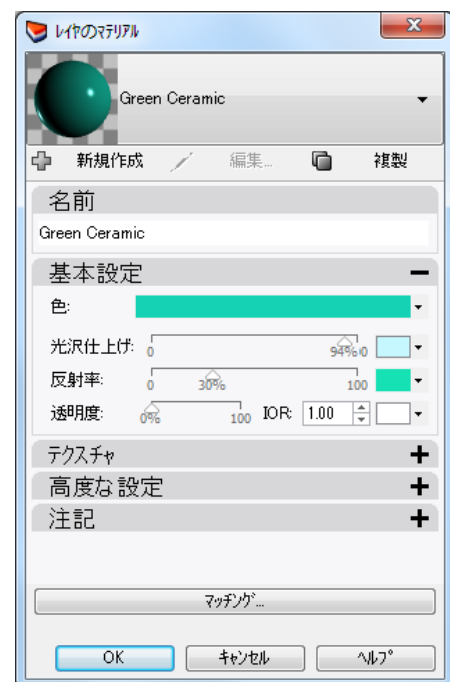 レイヤのマテリアル
Green Ceramic
新規作成 編集... 複製
名前
Green Ceramic
基本設定
色:
光沢仕上げ: 0 94%
反射率: 0 30% 100
透明度: 0% 100 IOR: 1.00
テクスチャ
高度な設定
注記
マッチング...
OK キャンセル ヘルプ